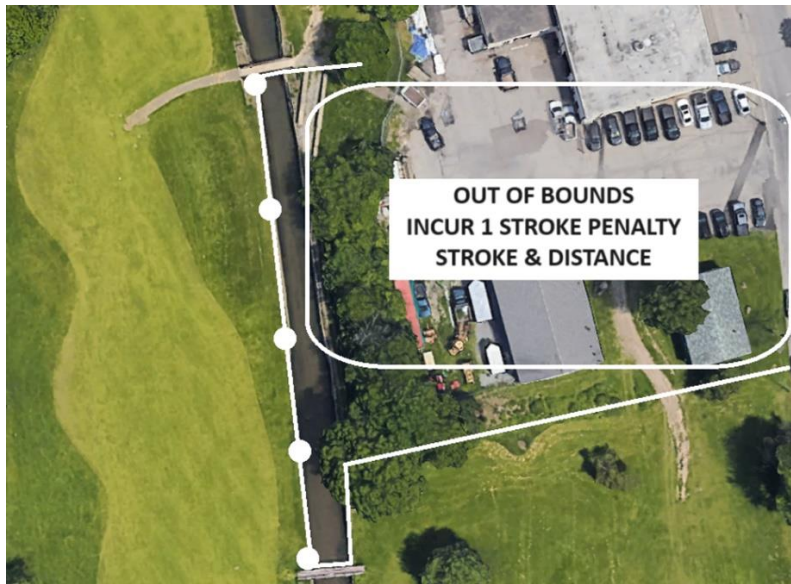 OUT OF BOUNDS
INCUR 1 STROKE PENALTY
STROKE & DISTANCE